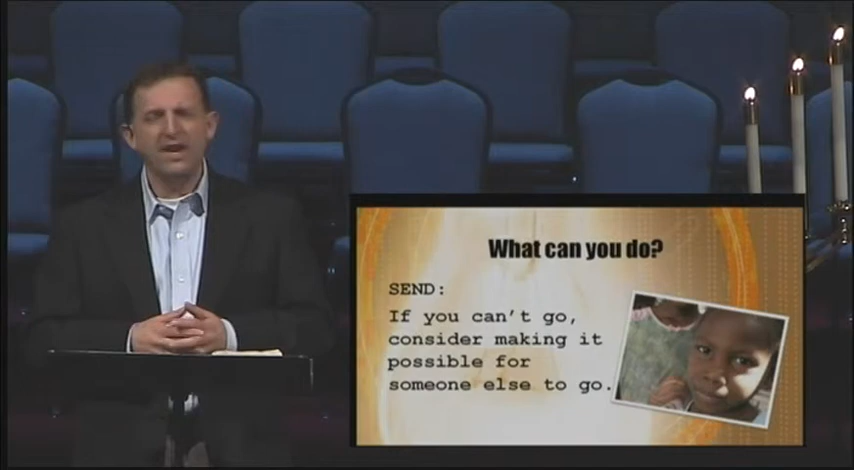 What can you do?
SEND:
If you can't go,
consider making it
possible for
someone else to go.